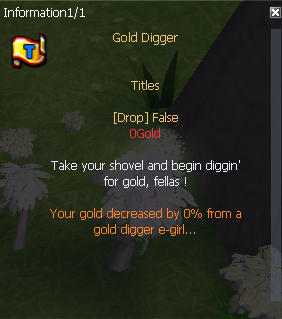 Information1/1
Gold Digger
Titles
[Drop] False
0Gold
Take your shovel and begin diggin'
for gold, fellas !
Your gold decreased by 0% from a
gold digger e-girl...
T